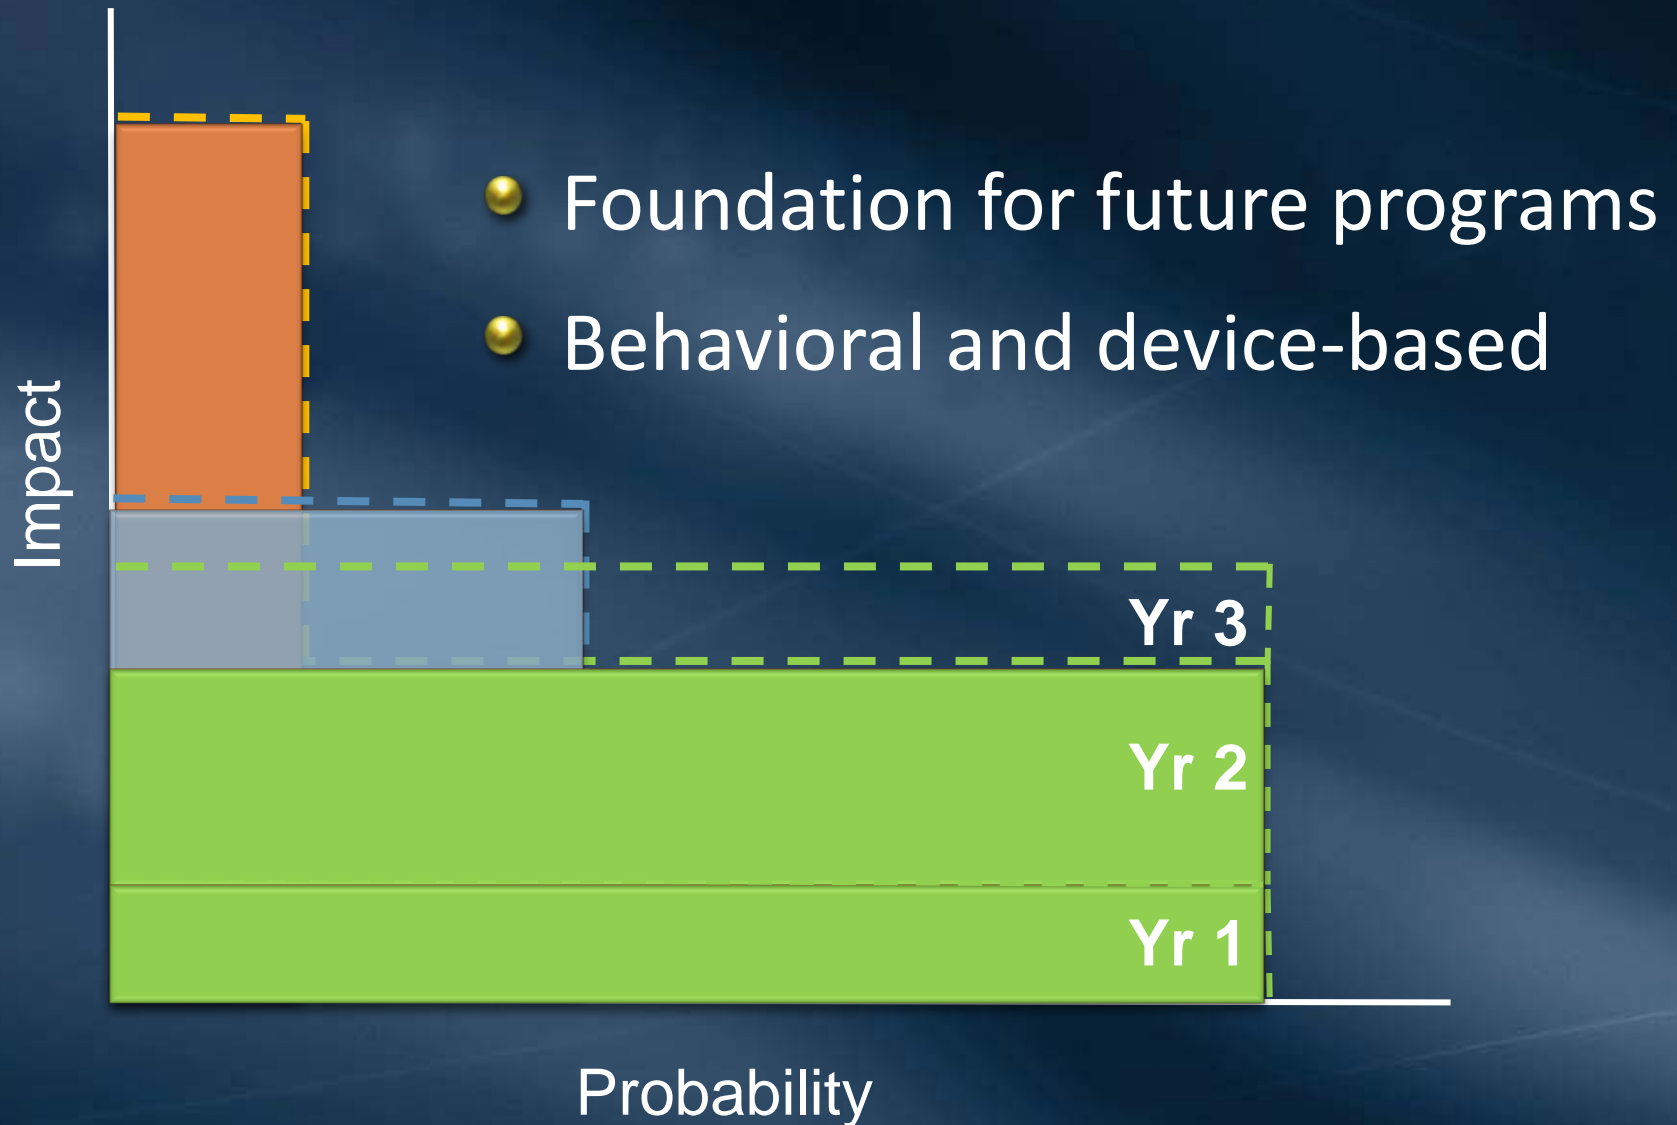 Foundation for future programs
Behavioral and device-based
Impact
Yr 3
Yr 2
Yr 1
Probability